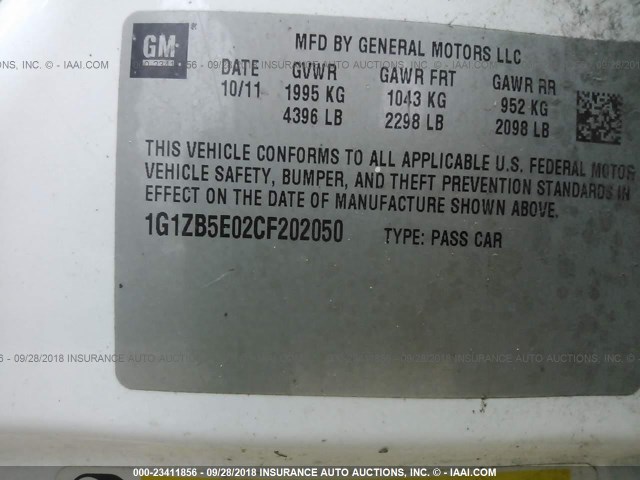 GM
MFD BY GENERAL MOTORS LLC
DATE GVWR GAWR FRT GAWR RR
10/11 1995 KG 1043 KG 952 KG
4396 LB 2298 LB 2098 LB
THIS VEHICLE CONFORMS TO ALL APPLICABLE U.S. FEDERAL MOTOR
VEHICLE SAFETY, BUMPER, AND THEFT PREVENTION STANDARDS IN
EFFECT ON THE DATE OF MANUFACTURE SHOWN ABOVE.
1G1ZB5E02CF202050 TYPE: PASS CAR
000-23411856 - 09/28/2018 INSURANCE AUTO AUCTIONS, INC. - IAAI.COM